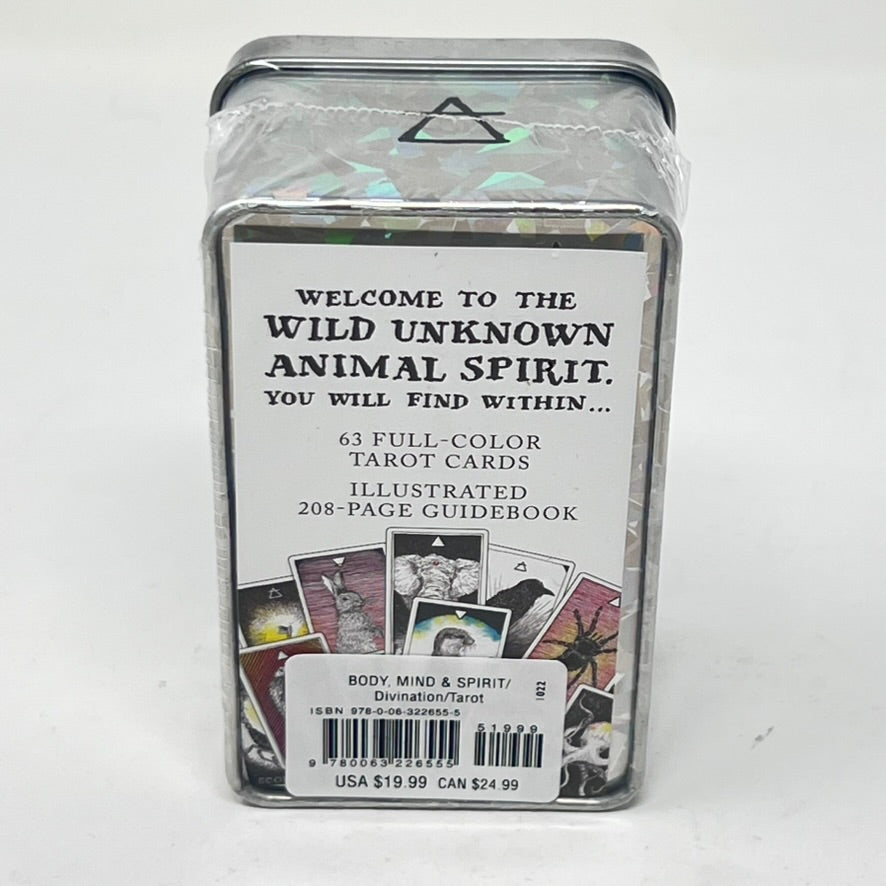 WELCOME TO THE
WILD UNKNOWN
ANIMAL SPIRIT.
YOU WILL FIND WITHIN...
63 FULL-COLOR
TAROT CARDS
ILLUSTRATED
208-PAGE GUIDEBOOK
BODY, MIND & SPIRIT/
Divination/Tarot
1022
ISBN 978-0-06-322655-5
51999
9 780063 226555
USA $19.99 CAN $24.99